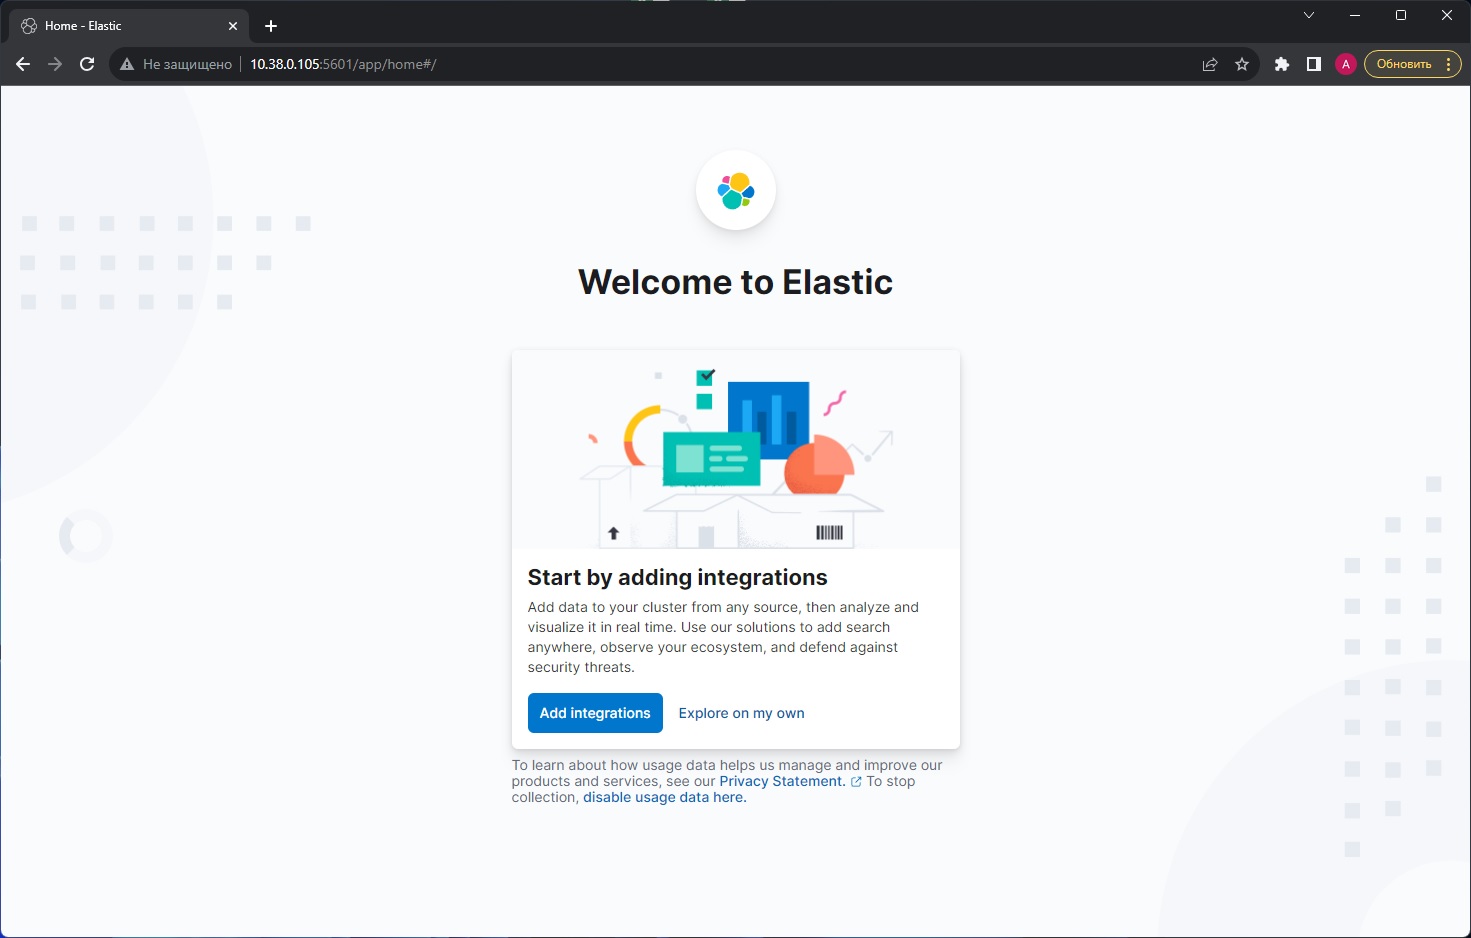 Home - Elastic
Не защищено
10.38.0.105:5601/app/home#/
A
Обновить
Welcome to Elastic
Start by adding integrations
Add data to your cluster from any source, then analyze and
visualize it in real time. Use our solutions to add search
anywhere, observe your ecosystem, and defend against
security threats.
Add integrations
Explore on my own
To learn about how usage data helps us manage and improve our
products and services, see our Privacy Statement. To stop
collection, disable usage data here.